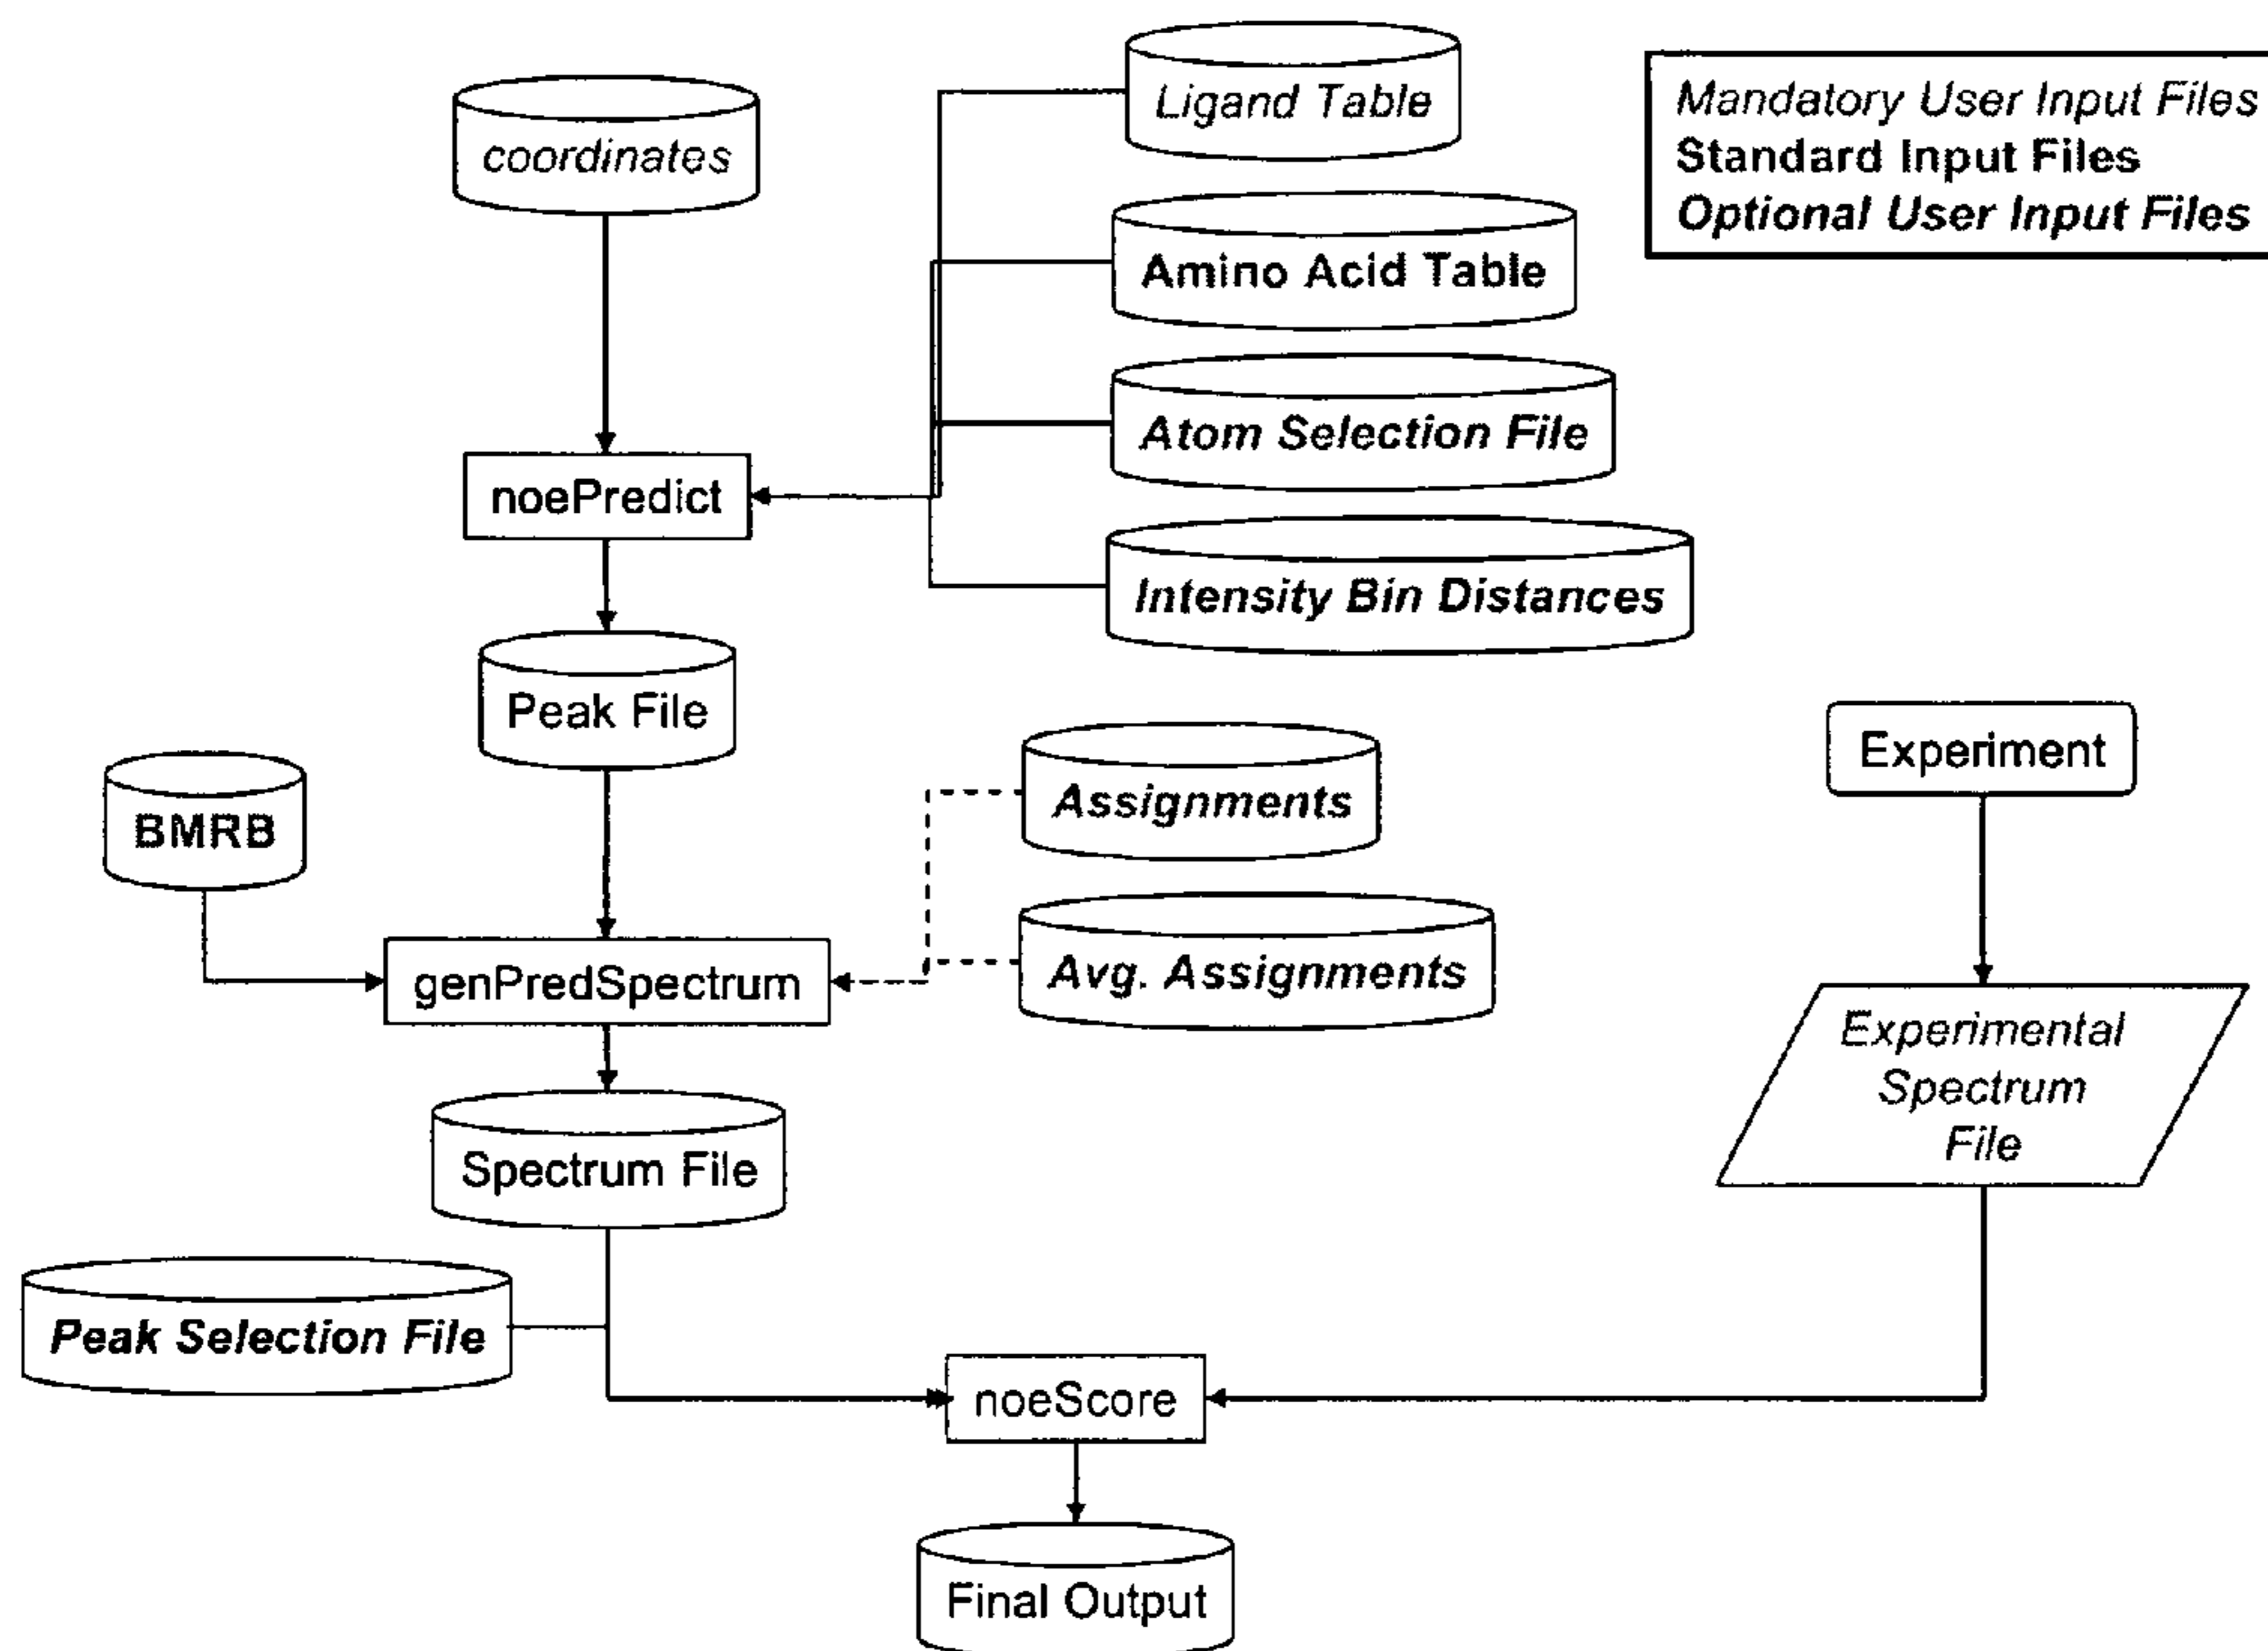 Ligand Table
Mandatory User Input Files
Standard Input Files
Optional User Input Files
coordinates
Amino Acid Table
Atom Selection File
noePredict
Intensity Bin Distances
Peak File
Experiment
Assignments
BMRB
Avg. Assignments
genPredSpectrum
Experimental
Spectrum
File
Spectrum File
Peak Selection File
noeScore
Final Output